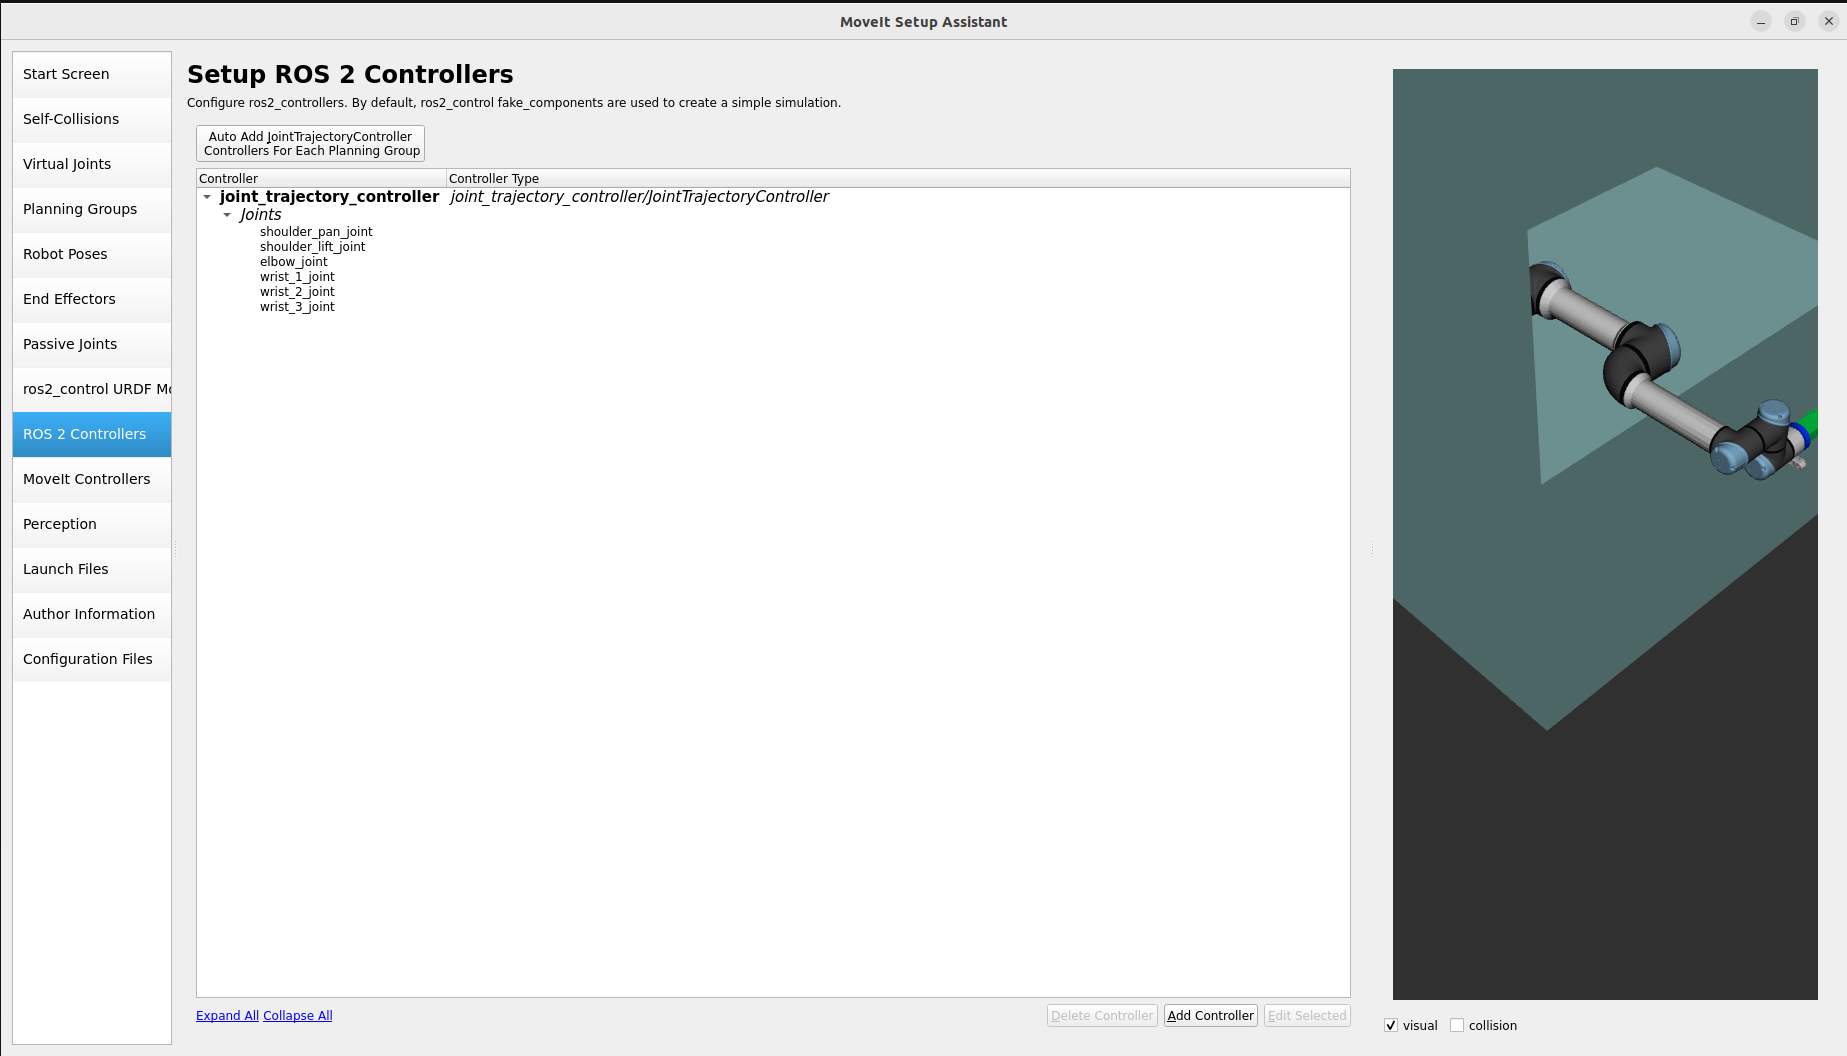 MoveIt Setup Assistant
Start Screen
Self-Collisions
Virtual Joints
Planning Groups
Robot Poses
End Effectors
Passive Joints
ros2_control URDF Mo
ROS 2 Controllers
MoveIt Controllers
Perception
Launch Files
Author Information
Configuration Files
Setup ROS 2 Controllers
Configure ros2_controllers. By default, ros2_control fake_components are used to create a simple simulation.
Auto Add JointTrajectoryController
Controllers For Each Planning Group
Controller Controller Type
joint_trajectory_controller joint_trajectory_controller/JointTrajectoryController
Joints
shoulder_pan_joint
shoulder_lift_joint
elbow_joint
wrist_1_joint
wrist_2_joint
wrist_3_joint
Expand All Collapse All Delete Controller Add Controller Edit Selected
visual collision